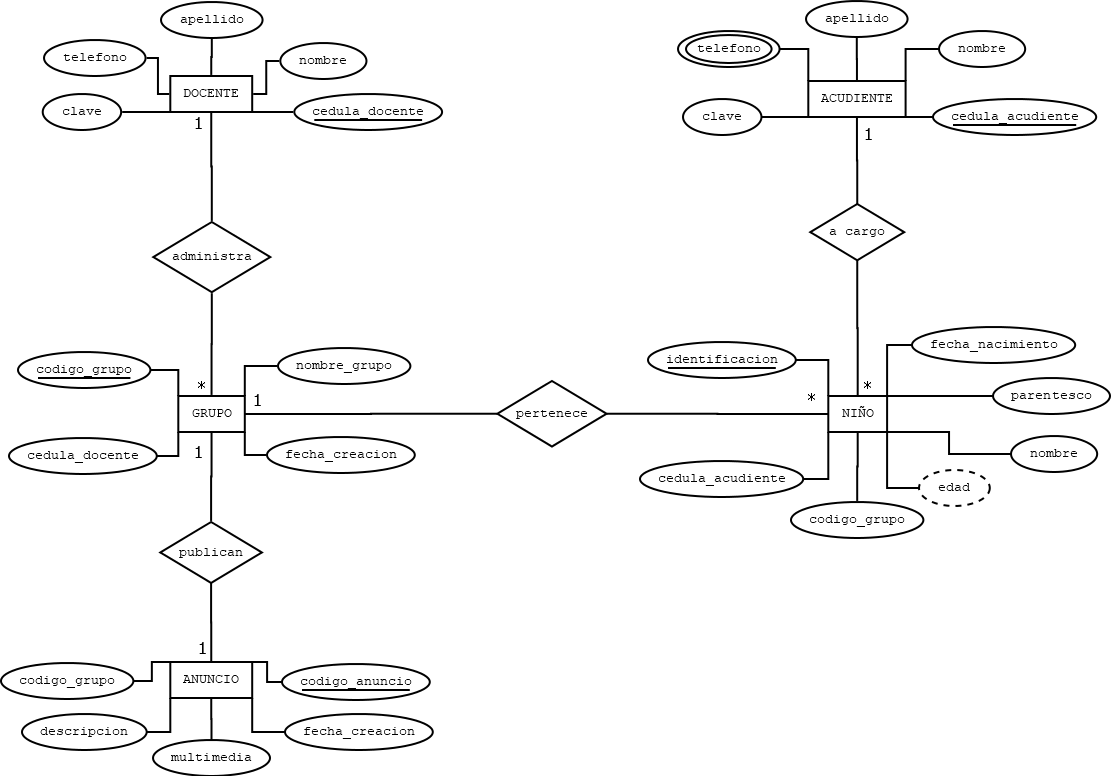 apellido
telefono
nombre
DOCENTE
clave
cedula_docente
1
administra
apellido
telefono
nombre
ACUDIENTE
clave
cedula_acudiente
1
a cargo
codigo_grupo
nombre_grupo
*
1
GRUPO
cedula_docente
1
fecha_creacion
pertenece
identificacion
fecha_nacimiento
*
*
parentesco
NIÑO
nombre
cedula_acudiente
edad
codigo_grupo
publican
1
codigo_grupo
ANUNCIO
codigo_anuncio
descripcion
fecha_creacion
multimedia